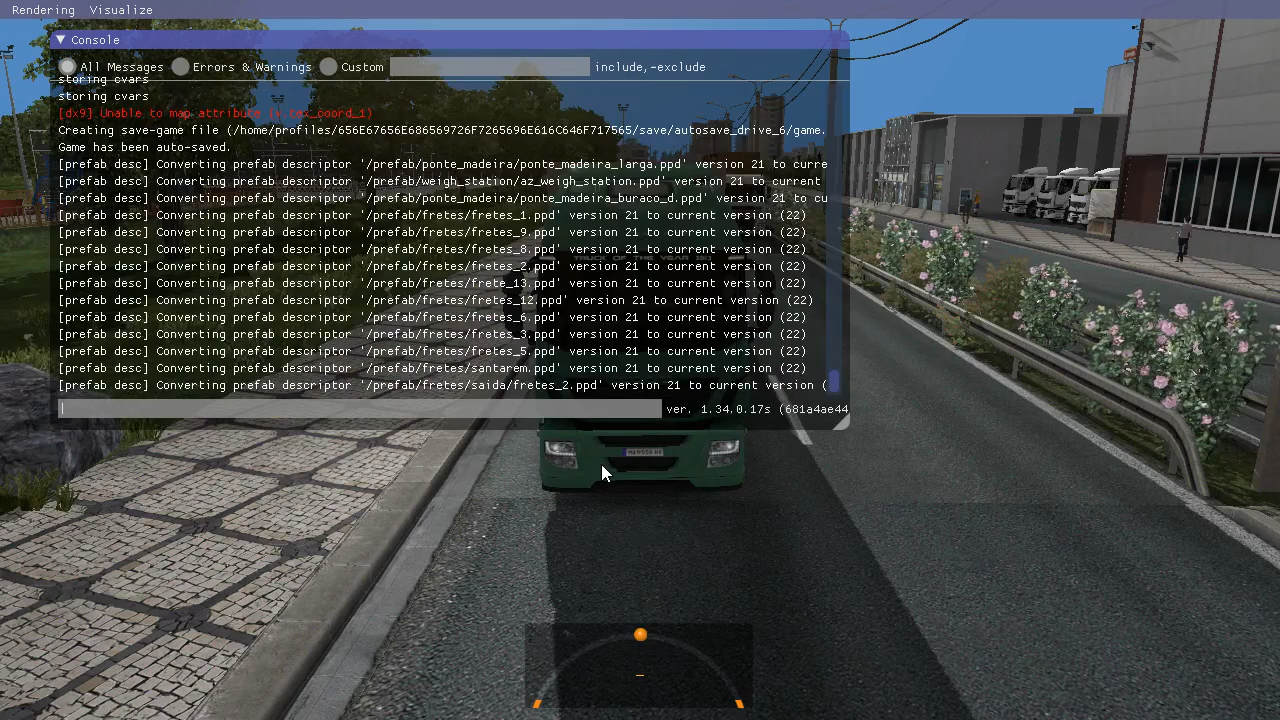 Rendering Visualize
Console
All Messages Errors & Warnings Custom include,-exclude
storing cvars
storing cvars
[dx9] Unable to map attribute (v.tex_coord_1)
Creating save-game file (/home/profiles/656E67656E686569726F7265696E616C646F717565/save/autosave_drive_6/game.
Game has been auto-saved.
[prefab desc] Converting prefab descriptor '/prefab/ponte_madeira/ponte_madeira_larga.ppd' version 21 to curre
[prefab desc] Converting prefab descriptor '/prefab/weigh_station/az_weigh_station.ppd' version 21 to current
[prefab desc] Converting prefab descriptor '/prefab/ponte_madeira/ponte_madeira_buraco_d.ppd' version 21 to cu
[prefab desc] Converting prefab descriptor '/prefab/fretes/fretes_1.ppd' version 21 to current version (22)
[prefab desc] Converting prefab descriptor '/prefab/fretes/fretes_9.ppd' version 21 to current version (22)
[prefab desc] Converting prefab descriptor '/prefab/fretes/fretes_8.ppd' version 21 to current version (22)
[prefab desc] Converting prefab descriptor '/prefab/fretes/fretes_2.ppd' version 21 to current version (22)
[prefab desc] Converting prefab descriptor '/prefab/fretes/frete_13.ppd' version 21 to current version (22)
[prefab desc] Converting prefab descriptor '/prefab/fretes/fretes_12.ppd' version 21 to current version (22)
[prefab desc] Converting prefab descriptor '/prefab/fretes/fretes_6.ppd' version 21 to current version (22)
[prefab desc] Converting prefab descriptor '/prefab/fretes/fretes_3.ppd' version 21 to current version (22)
[prefab desc] Converting prefab descriptor '/prefab/fretes/fretes_5.ppd' version 21 to current version (22)
[prefab desc] Converting prefab descriptor '/prefab/fretes/santarem.ppd' version 21 to current version (22)
[prefab desc] Converting prefab descriptor '/prefab/fretes/saida/fretes_2.ppd' version 21 to current version (
ver. 1.34.0.17s (681a4ae44
TRUCK OF THE YEAR 2013